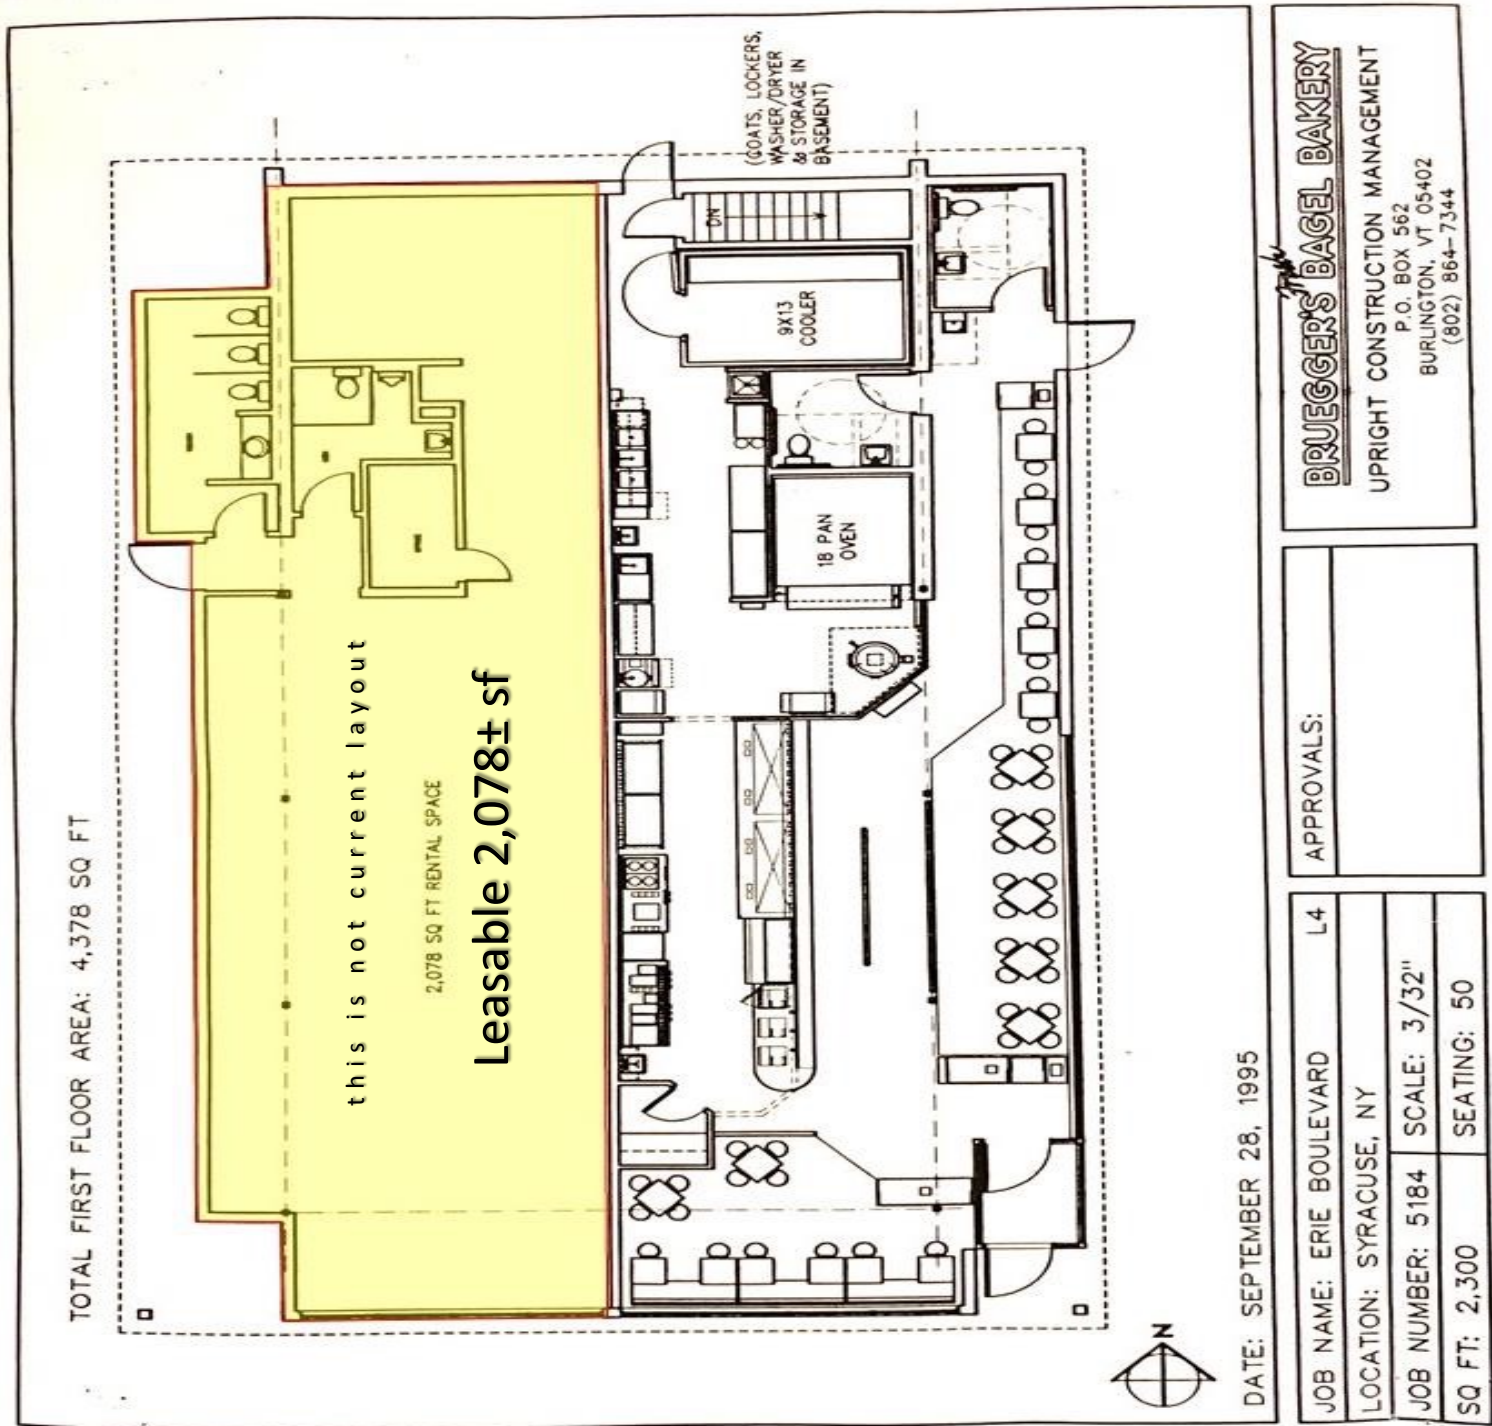 TOTAL FIRST FLOOR AREA: 4,378 SQ FT
this is not current layout
2,078 SQ FT RENTAL SPACE
Leasable 2,078± sf
OFFICE
(COATS, LOCKERS,
WASHER/DRYER
& STORAGE IN
BASEMENT)
DN
9X13
COOLER
18 PAN
OVEN
N
DATE: SEPTEMBER 28, 1995
JOB NAME: ERIE BOULEVARD L4
LOCATION: SYRACUSE, NY
JOB NUMBER: 5184 SCALE: 3/32"
SQ FT: 2,300 SEATING: 50
APPROVALS:
BRUEGGER'S BAGEL BAKERY
UPRIGHT CONSTRUCTION MANAGEMENT
P.O. BOX 562
BURLINGTON, VT 05402
(802) 864-7344